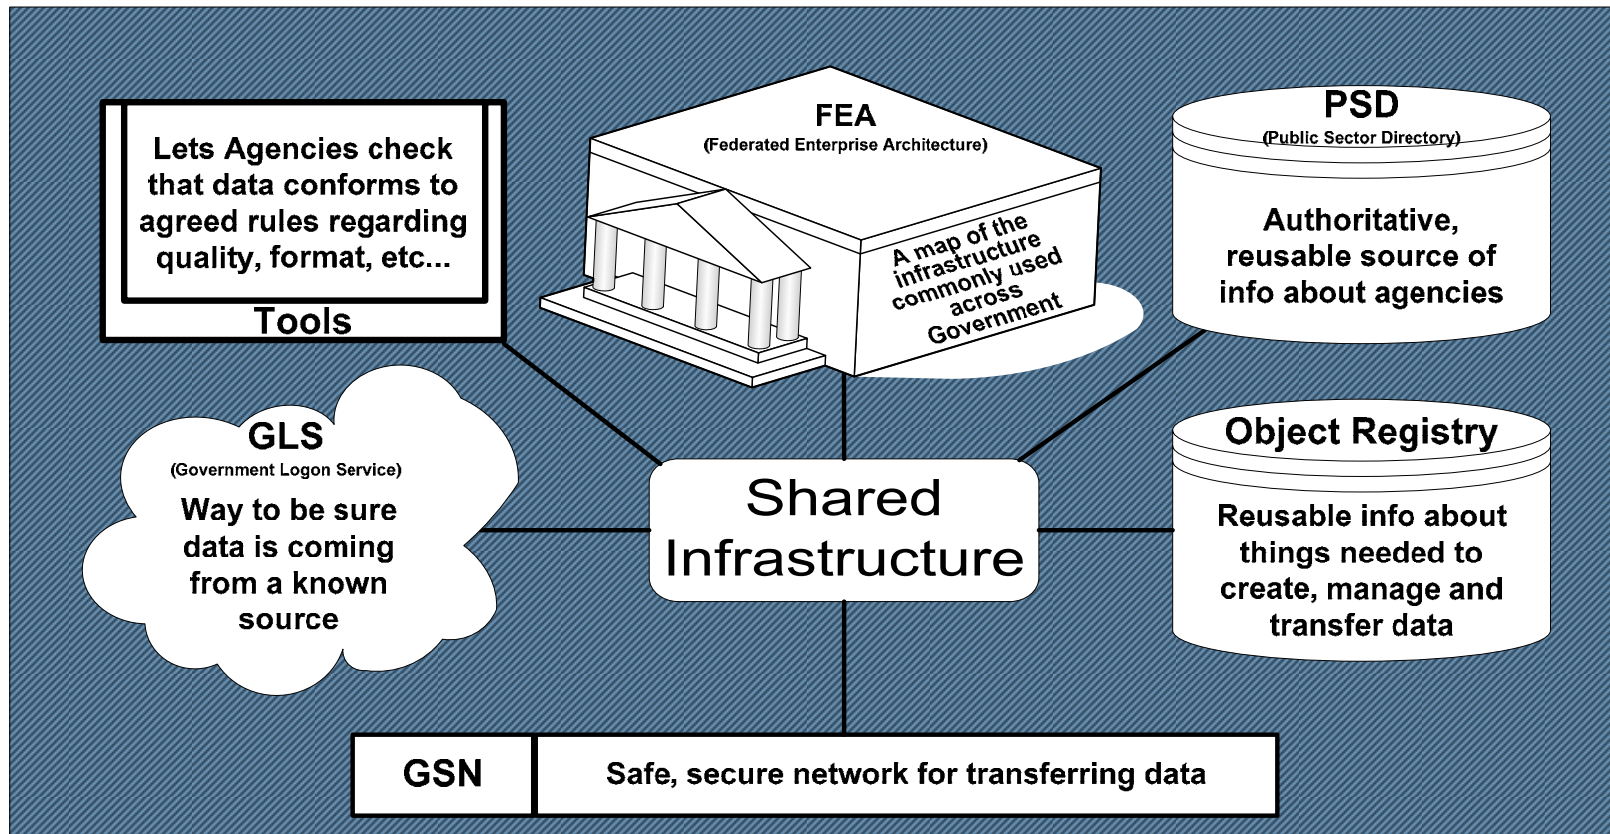 Lets Agencies check
that data conforms to
agreed rules regarding
quality, format, etc...
Tools
FEA
(Federated Enterprise Architecture)
A map of the
infrastructure
commonly used
across
Government
PSD
(Public Sector Directory)
Authoritative,
reusable source of
info about agencies
GLS
(Government Logon Service)
Way to be sure
data is coming
from a known
source
Shared
Infrastructure
Object Registry
Reusable info about
things needed to
create, manage and
transfer data
GSN
Safe, secure network for transferring data